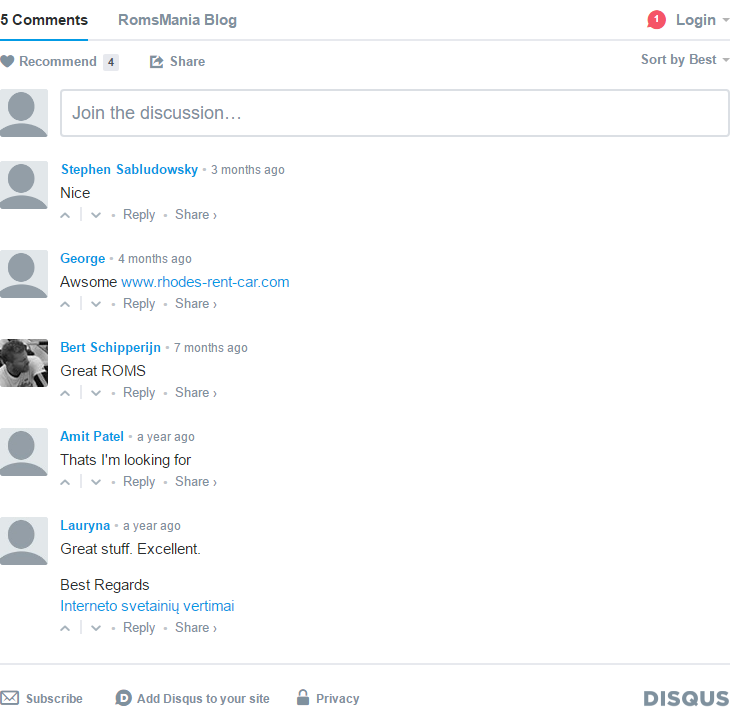 5 Comments RomsMania Blog 1 Login
Recommend 4 Share Sort by Best
Join the discussion…
Stephen Sabludowsky • 3 months ago
Nice
• Reply • Share ›
George • 4 months ago
Awsome www.rhodes-rent-car.com
• Reply • Share ›
Bert Schipperijn • 7 months ago
Great ROMS
• Reply • Share ›
Amit Patel • a year ago
Thats I'm looking for
• Reply • Share ›
Lauryna • a year ago
Great stuff. Excellent.
Best Regards
Interneto svetainių vertimai
• Reply • Share ›
Subscribe D Add Disqus to your site Privacy DISQUS